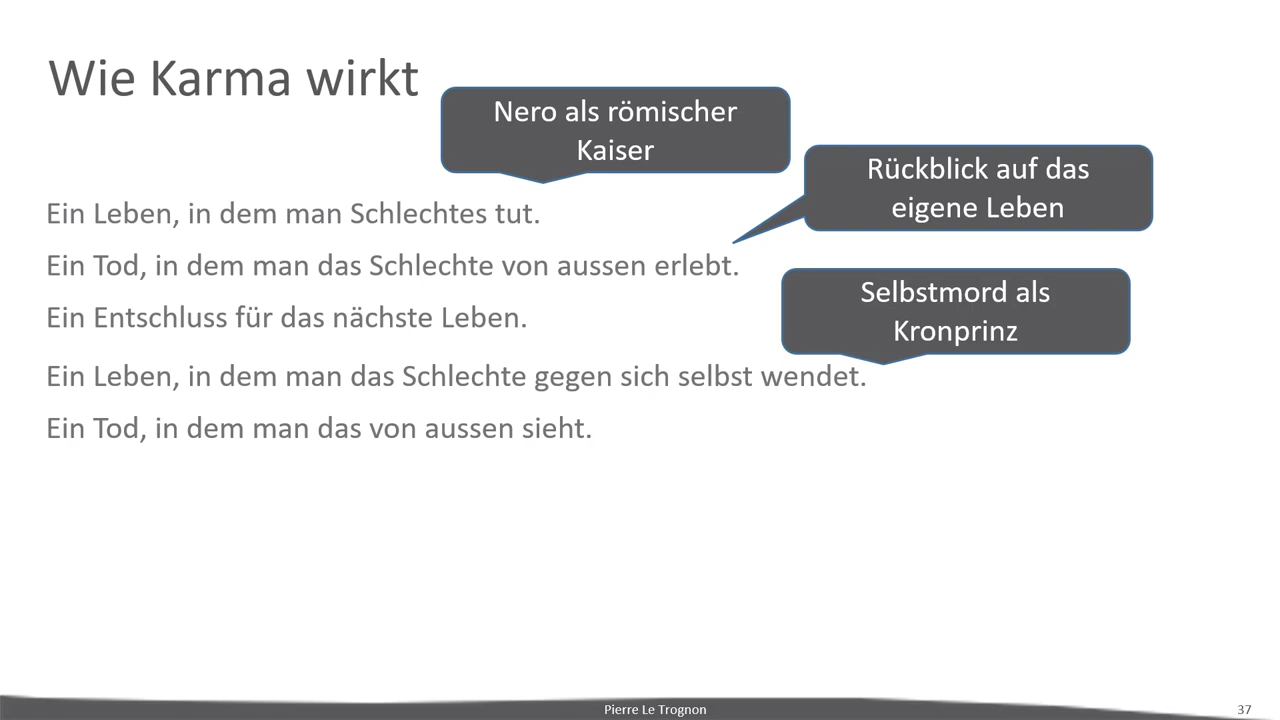 Wie Karma wirkt
Nero als römischer
Kaiser
Rückblick auf das
eigene Leben
Ein Leben, in dem man Schlechtes tut.
Ein Tod, in dem man das Schlechte von aussen erlebt.
Selbstmord als
Kronprinz
Ein Entschluss für das nächste Leben.
Ein Leben, in dem man das Schlechte gegen sich selbst wendet.
Ein Tod, in dem man das von aussen sieht.
Pierre Le Trognon
37